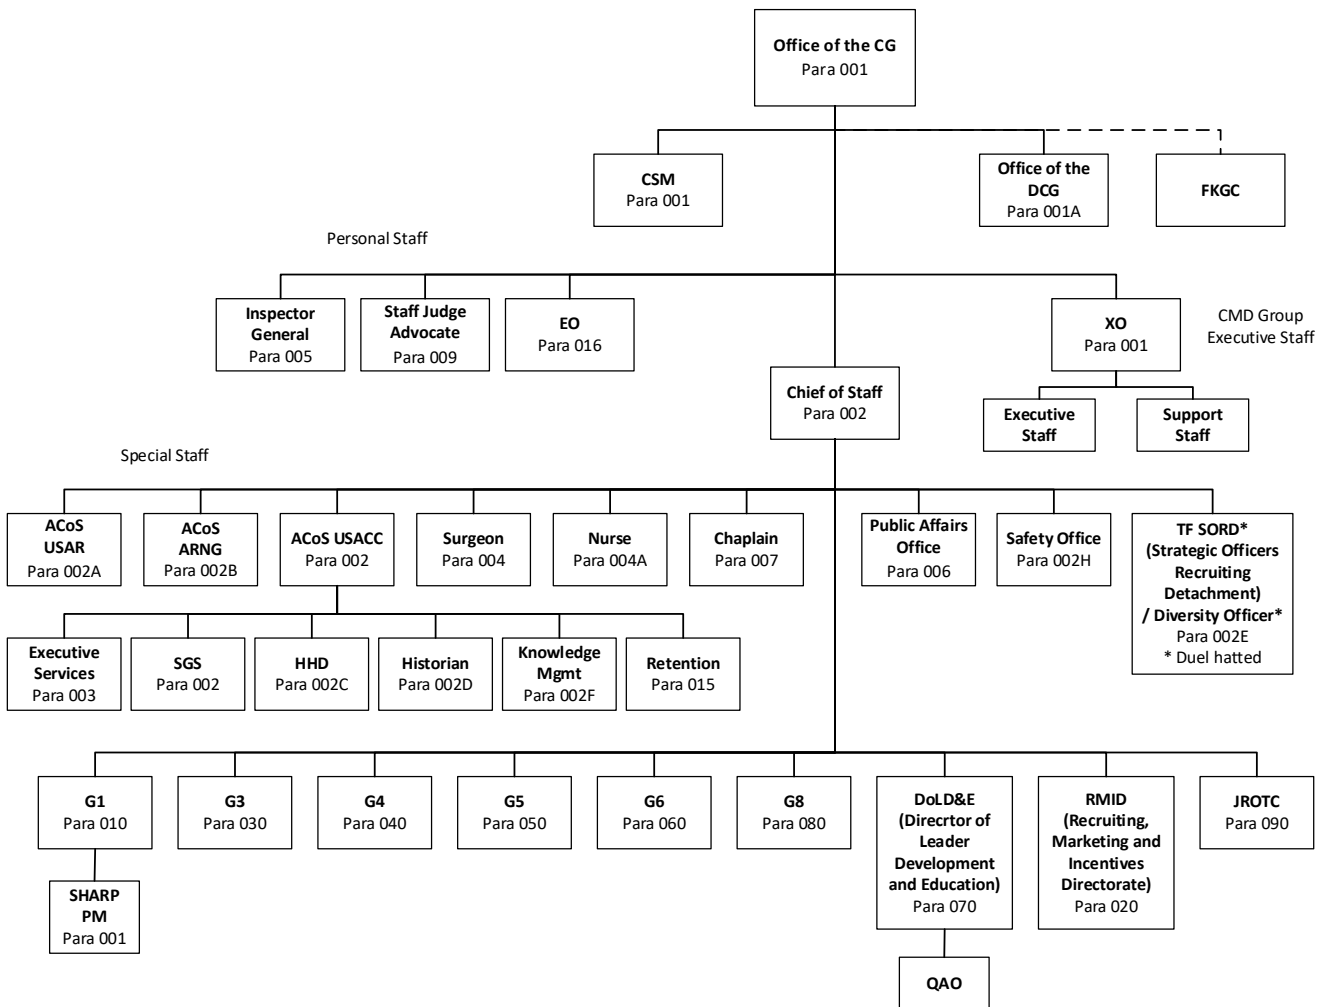 Office of the CG
Para 001
CSM
Para 001
Office of the
DCG
Para 001A
FKGC
Personal Staff
Inspector
General
Para 005
Staff Judge
Advocate
Para 009
EO
Para 016
XO
Para 001
CMD Group
Executive Staff
Chief of Staff
Para 002
Executive
Staff
Support
Staff
Special Staff
ACoS
USAR
Para 002A
ACoS
ARNG
Para 002B
ACoS USACC
Para 002
Surgeon
Para 004
Nurse
Para 004A
Chaplain
Para 007
Public Affairs
Office
Para 006
Safety Office
Para 002H
TF SORD*
(Strategic Officers
Recruiting
Detachment)
/ Diversity Officer*
Para 002E
* Duel hatted
Executive
Services
Para 003
SGS
Para 002
HHD
Para 002C
Historian
Para 002D
Knowledge
Mgmt
Para 002F
Retention
Para 015
G1
Para 010
G3
Para 030
G4
Para 040
G5
Para 050
G6
Para 060
G8
Para 080
DoLD&E
(Direcrtor of
Leader
Development
and Education)
Para 070
RMID
(Recruiting,
Marketing and
Incentives
Directorate)
Para 020
JROTC
Para 090
SHARP
PM
Para 001
QAO